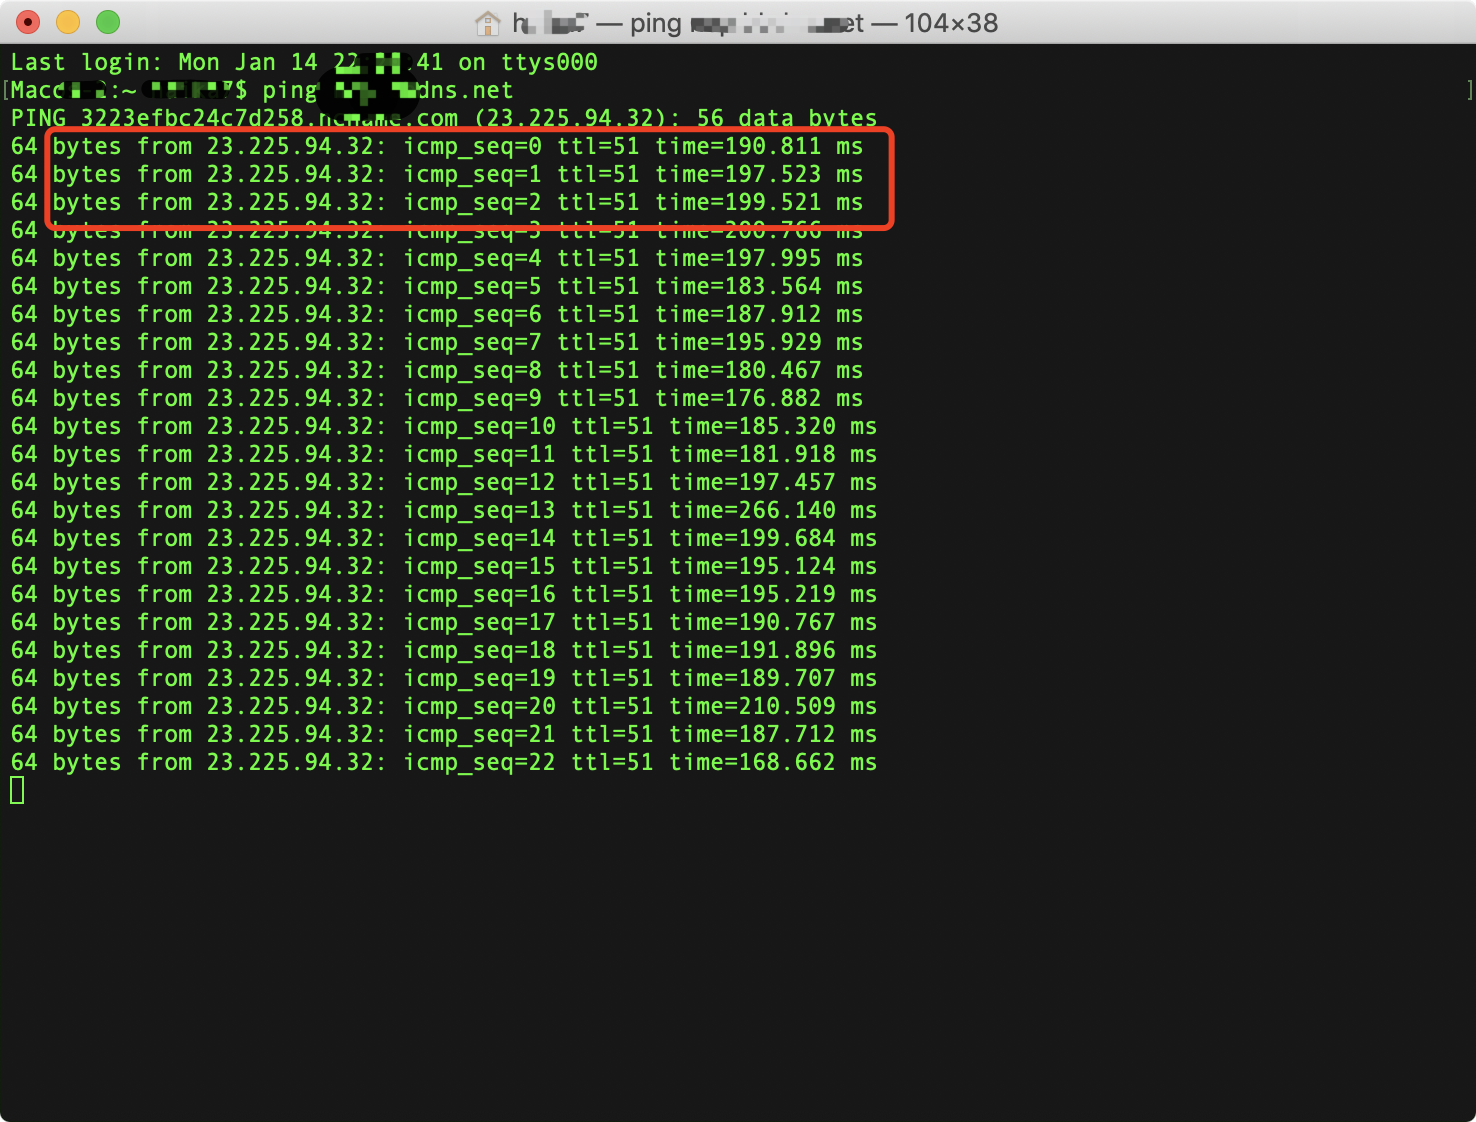 — ping — 104×38
Last login: Mon Jan 14 41 on ttys000
ping dns.net
PING (23.225.94.32): 56 data bytes
64 bytes from 23.225.94.32: icmp_seq=0 ttl=51 time=190.811 ms
64 bytes from 23.225.94.32: icmp_seq=1 ttl=51 time=197.523 ms
64 bytes from 23.225.94.32: icmp_seq=2 ttl=51 time=199.521 ms
64 bytes from 23.225.94.32: icmp_seq=3 ttl=51 time=200.766 ms
64 bytes from 23.225.94.32: icmp_seq=4 ttl=51 time=197.995 ms
64 bytes from 23.225.94.32: icmp_seq=5 ttl=51 time=183.564 ms
64 bytes from 23.225.94.32: icmp_seq=6 ttl=51 time=187.912 ms
64 bytes from 23.225.94.32: icmp_seq=7 ttl=51 time=195.929 ms
64 bytes from 23.225.94.32: icmp_seq=8 ttl=51 time=180.467 ms
64 bytes from 23.225.94.32: icmp_seq=9 ttl=51 time=176.882 ms
64 bytes from 23.225.94.32: icmp_seq=10 ttl=51 time=185.320 ms
64 bytes from 23.225.94.32: icmp_seq=11 ttl=51 time=181.918 ms
64 bytes from 23.225.94.32: icmp_seq=12 ttl=51 time=197.457 ms
64 bytes from 23.225.94.32: icmp_seq=13 ttl=51 time=266.140 ms
64 bytes from 23.225.94.32: icmp_seq=14 ttl=51 time=199.684 ms
64 bytes from 23.225.94.32: icmp_seq=15 ttl=51 time=195.124 ms
64 bytes from 23.225.94.32: icmp_seq=16 ttl=51 time=195.219 ms
64 bytes from 23.225.94.32: icmp_seq=17 ttl=51 time=190.767 ms
64 bytes from 23.225.94.32: icmp_seq=18 ttl=51 time=191.896 ms
64 bytes from 23.225.94.32: icmp_seq=19 ttl=51 time=189.707 ms
64 bytes from 23.225.94.32: icmp_seq=20 ttl=51 time=210.509 ms
64 bytes from 23.225.94.32: icmp_seq=21 ttl=51 time=187.712 ms
64 bytes from 23.225.94.32: icmp_seq=22 ttl=51 time=168.662 ms